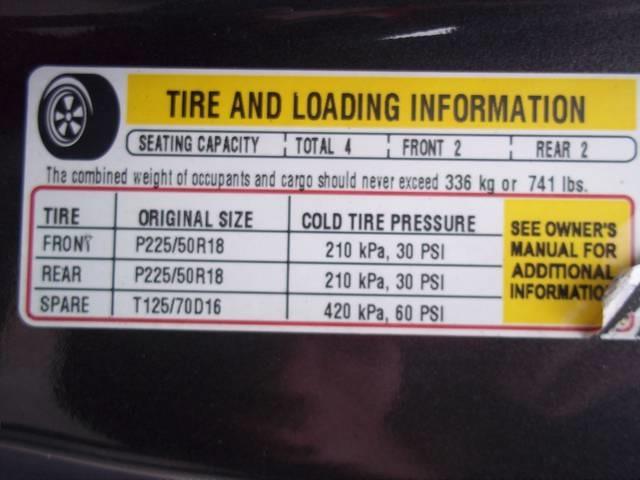 TIRE AND LOADING INFORMATION
SEATING CAPACITY TOTAL 4 FRONT 2 REAR 2
The combined weight of occupants and cargo should never exceed 336 kg or 741 lbs.
TIRE ORIGINAL SIZE COLD TIRE PRESSURE
FRONT P225/50R18 210 kPa, 30 PSI
REAR P225/50R18 210 kPa, 30 PSI
SPARE T125/70D16 420 kPa, 60 PSI
SEE OWNER'S
MANUAL FOR
ADDITIONAL
INFORMATION